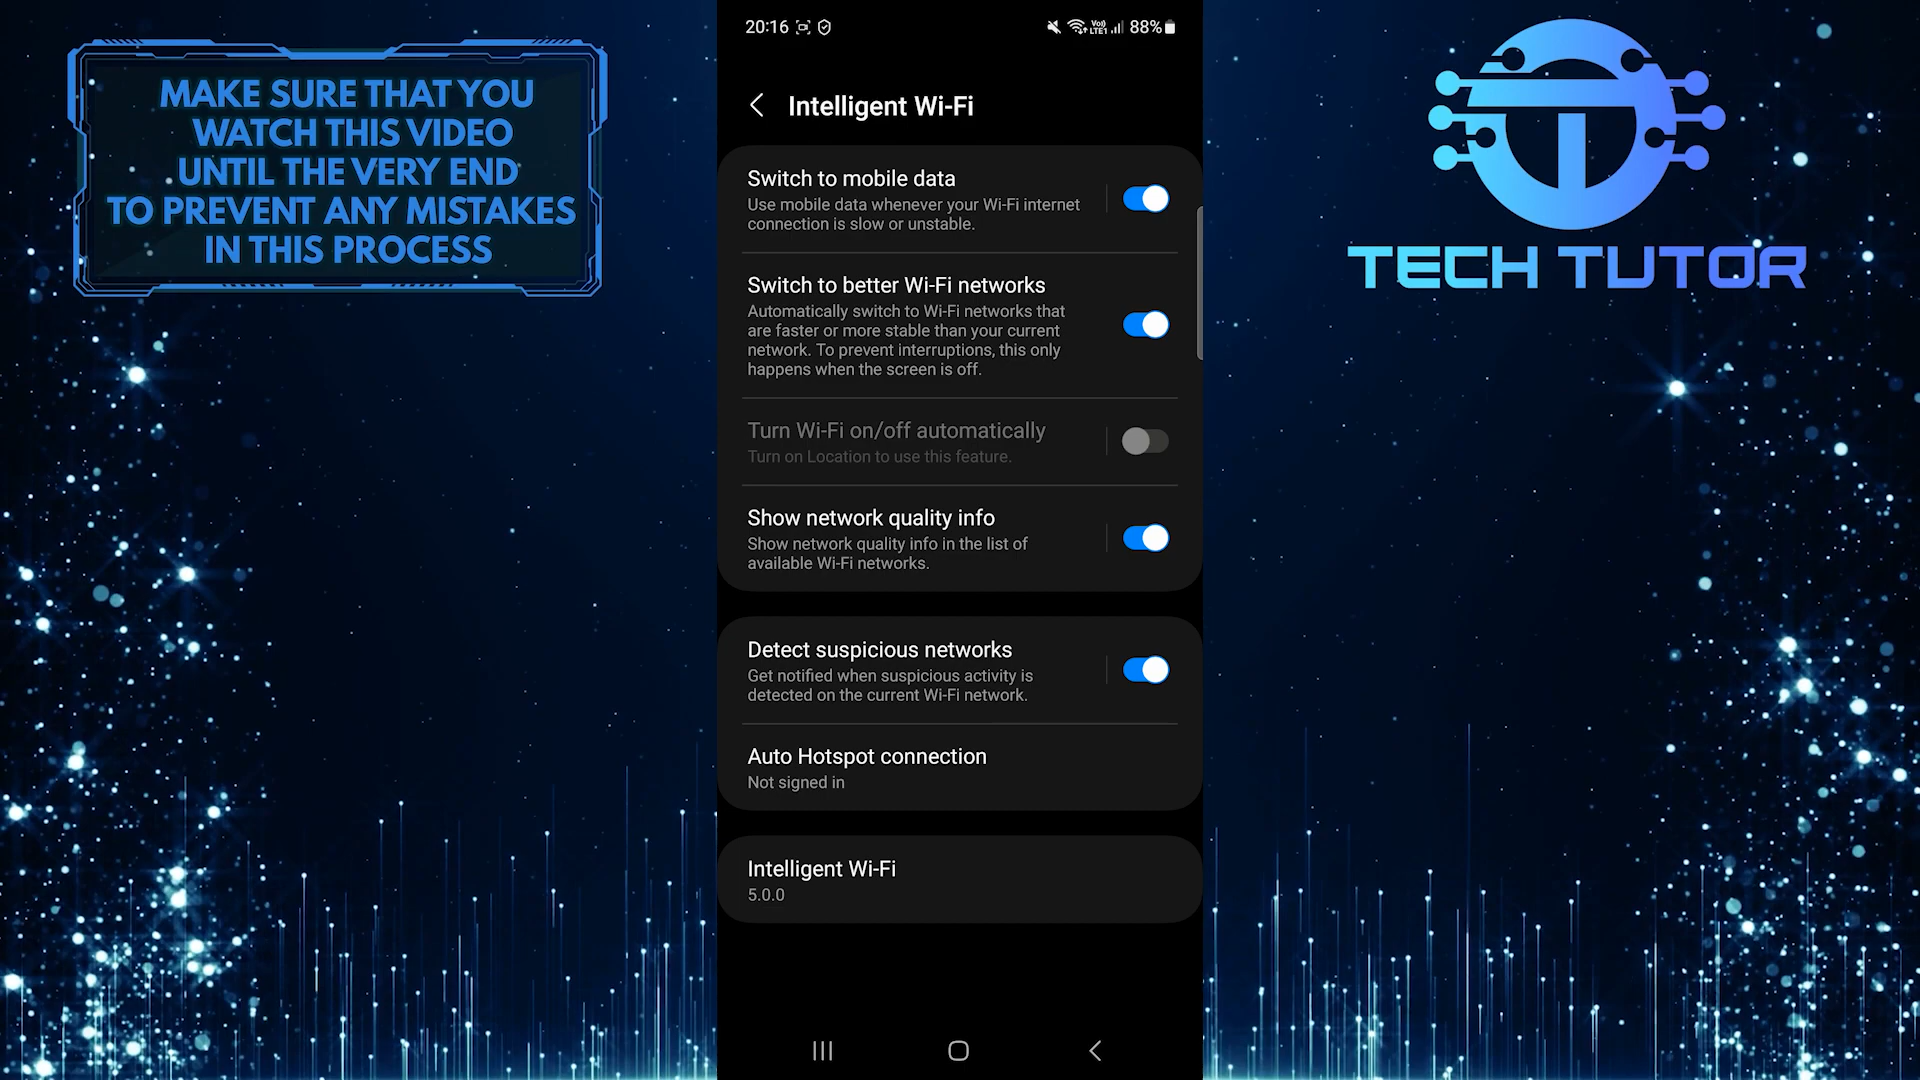 MAKE SURE THAT YOU
WATCH THIS VIDEO
UNTIL THE VERY END
TO PREVENT ANY MISTAKES
IN THIS PROCESS
20:16
Vo)) LTE1 88%
Intelligent Wi-Fi
Switch to mobile data
Use mobile data whenever your Wi-Fi internet
connection is slow or unstable.
Switch to better Wi-Fi networks
Automatically switch to Wi-Fi networks that
are faster or more stable than your current
network. To prevent interruptions, this only
happens when the screen is off.
Turn Wi-Fi on/off automatically
Turn on Location to use this feature.
Show network quality info
Show network quality info in the list of
available Wi-Fi networks.
Detect suspicious networks
Get notified when suspicious activity is
detected on the current Wi-Fi network.
Auto Hotspot connection
Not signed in
Intelligent Wi-Fi
5.0.0
TECH TUTOR